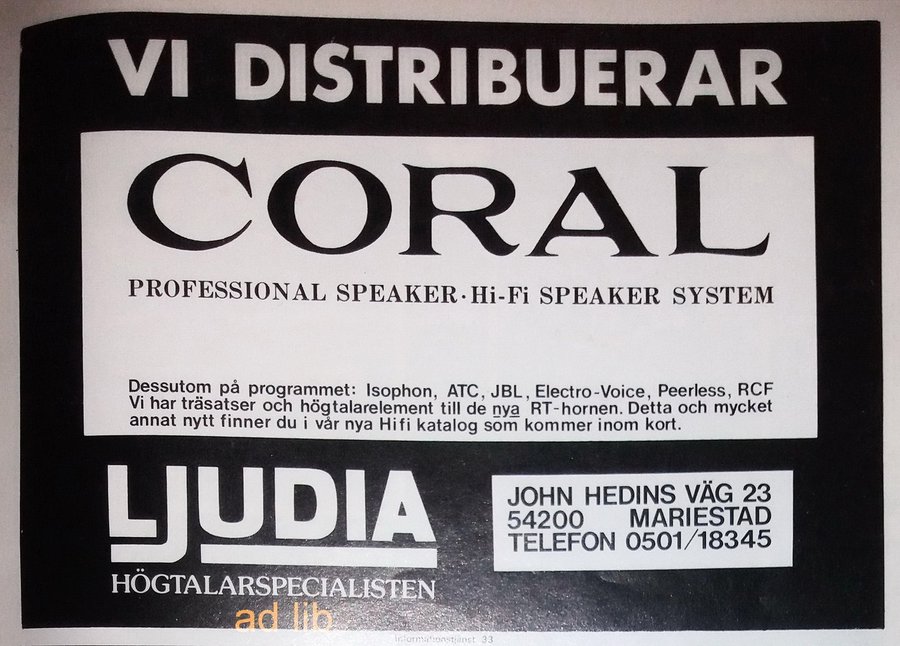 VI DISTRIBUERAR
CORAL
PROFESSIONAL SPEAKER·Hi-Fi SPEAKER SYSTEM
Dessutom på programmet: Isophon, ATC, JBL, Electro-Voice, Peerless, RCF
Vi har träsatser och högtalarelement till de nya RT-hornen. Detta och mycket
annat nytt finner du i vår nya Hifi katalog som kommer inom kort.
LJUDIA
HÖGTALARSPECIALISTEN
JOHN HEDINS VÄG 23
54200 MARIESTAD
TELEFON 0501/18345
ad lib
Informationstjänst 33